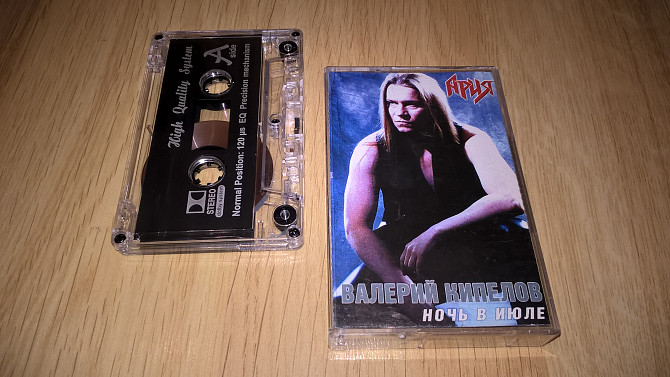 High Quality System
A
side
STEREO
Normal Position: 120 µs EQ Precision mechanism
АРИЯ
ВАЛЕРИЙ КИПЕЛОВ
НОЧЬ В ИЮЛЕ